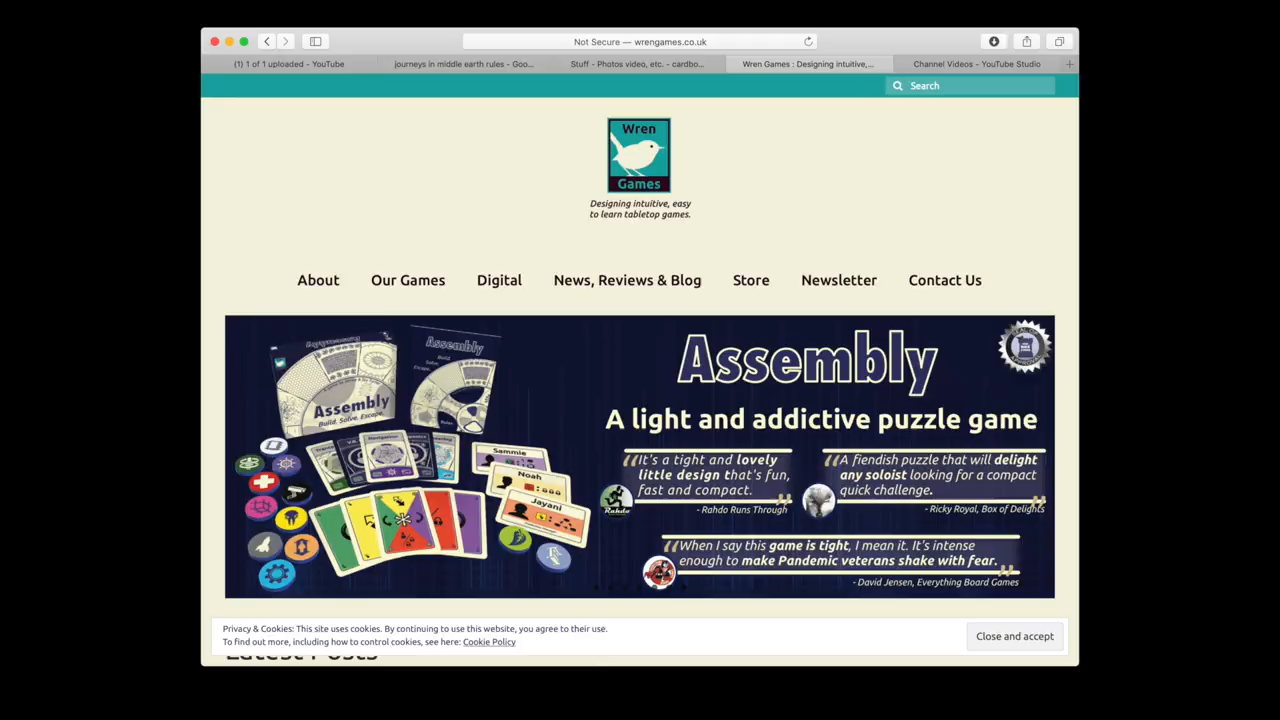 Not Secure — wrengames.co.uk
(1) 1 of 1 uploaded - YouTube
journeys in middle earth rules - Goo...
Stuff - Photos video, etc. - cardbo...
Wren Games : Designing intuitive,...
Channel Videos - YouTube Studio
Search
Wren
Games
Designing intuitive, easy
to learn tabletop games.
About
Our Games
Digital
News, Reviews & Blog
Store
Newsletter
Contact Us
Assembly
Build. Solve. Escape.
Assembly
Build.
Solve.
Escape.
Navigation
Sammie
Noah
Jayani
Assembly
A light and addictive puzzle game
"It's a tight and lovely
little design that's fun,
fast and compact."
- Rahdo Runs Through
Rahdo
"A fiendish puzzle that will delight
any soloist looking for a compact
quick challenge."
- Ricky Royal, Box of Delights
"When I say this game is tight, I mean it. It's intense
enough to make Pandemic veterans shake with fear."
- David Jensen, Everything Board Games
Privacy & Cookies: This site uses cookies. By continuing to use this website, you agree to their use.
To find out more, including how to control cookies, see here: Cookie Policy
Close and accept
Latest Posts